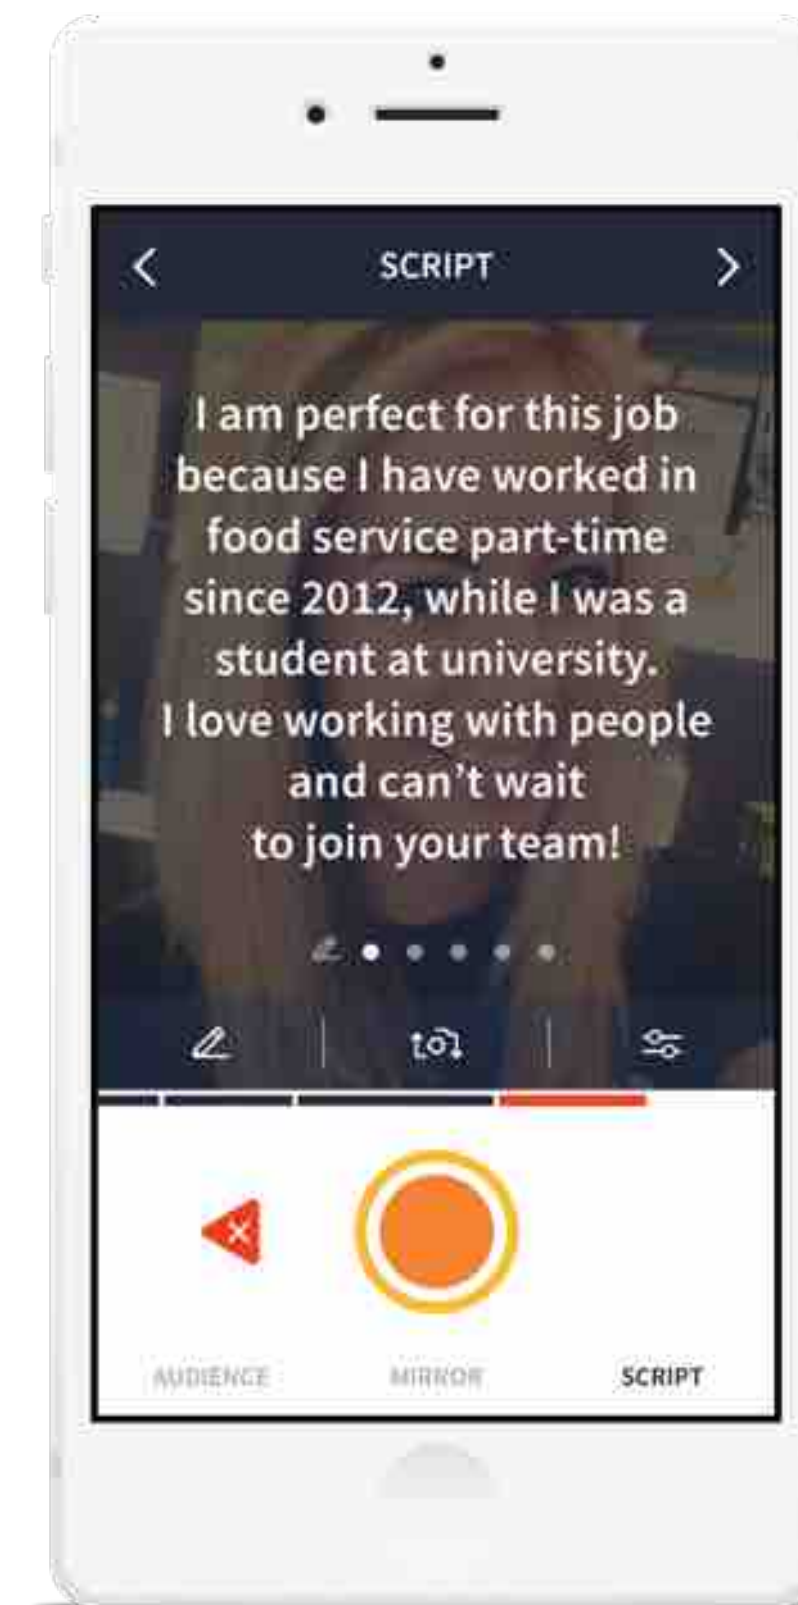 SCRIPT
I am perfect for this job
because I have worked in
food service part-time
since 2012, while I was a
student at university.
I love working with people
and can't wait
to join your team!
AUDIENCE MIRROR SCRIPT